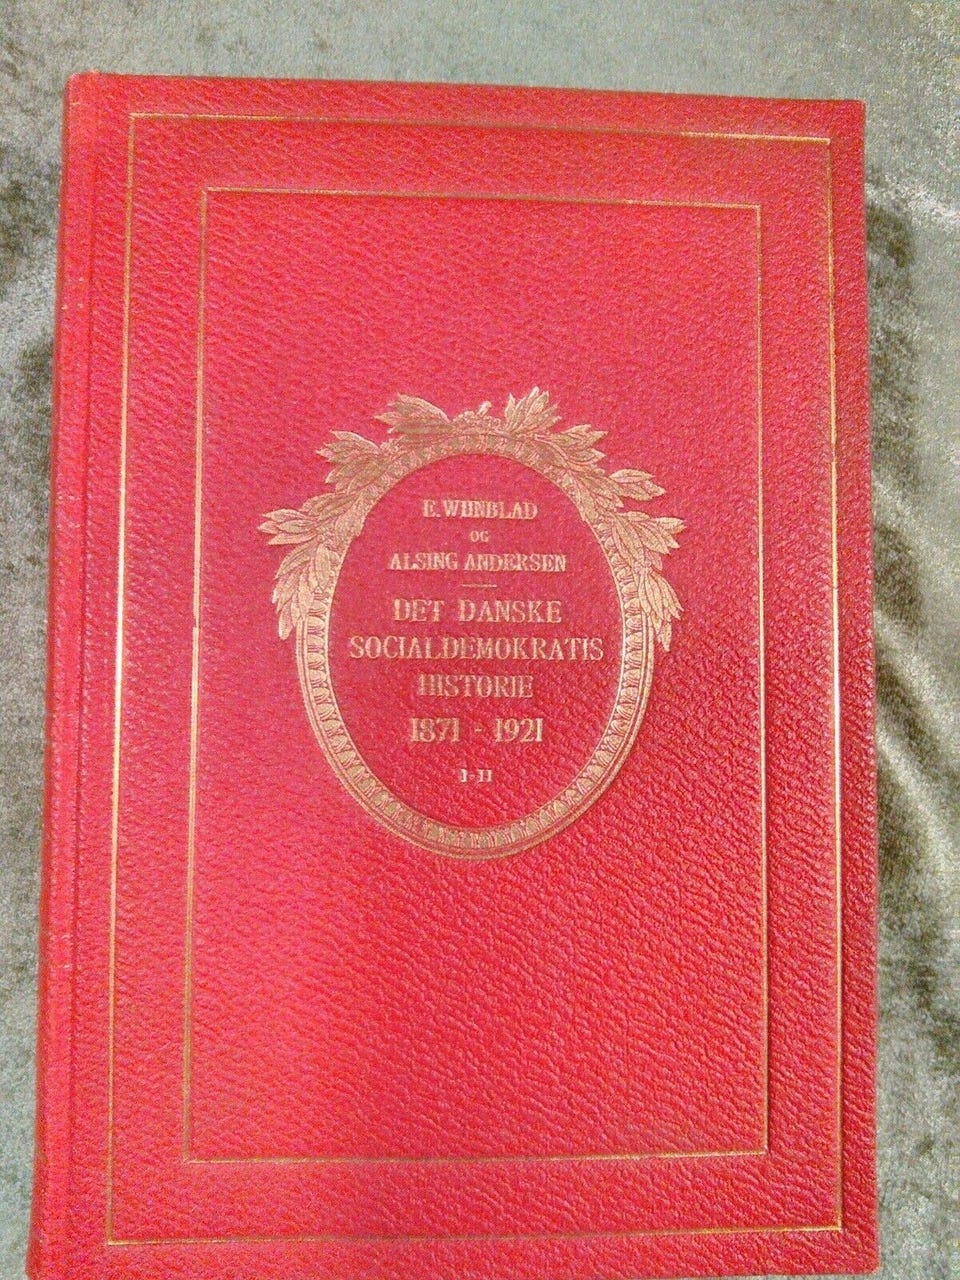 E. WIINBLAD
OG
ALSING ANDERSEN
DET DANSKE
SOCIALDEMOKRATIS
HISTORIE
1871 - 1921
I-II